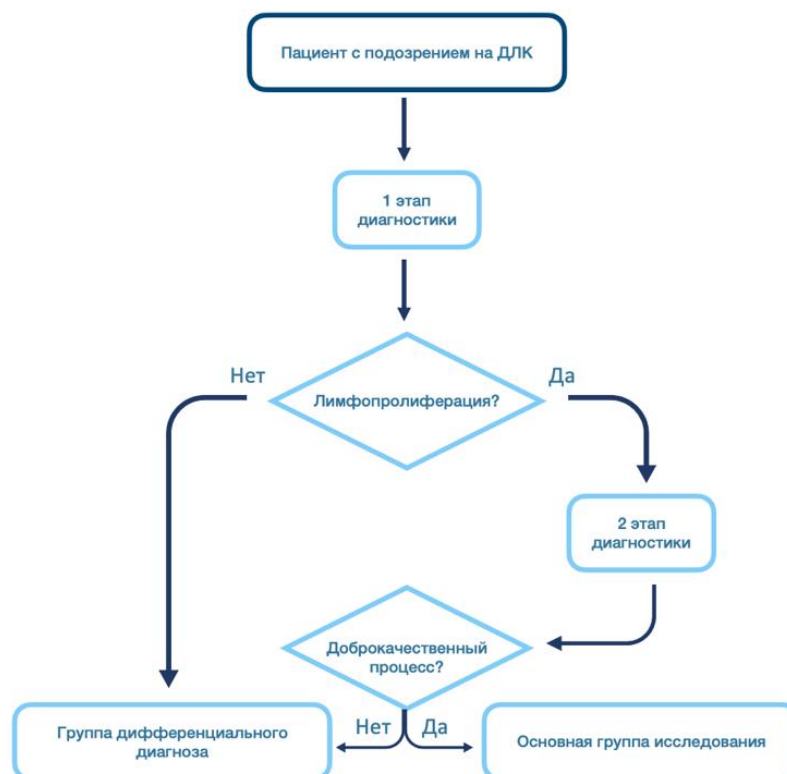 Пациент с подозрением на ДЛК
1 этап
диагностики
Нет
Да
Лимфопролиферация?
2 этап
диагностики
Доброкачественный
процесс?
Группа дифференциального
диагноза
Нет
Да
Основная группа исследования